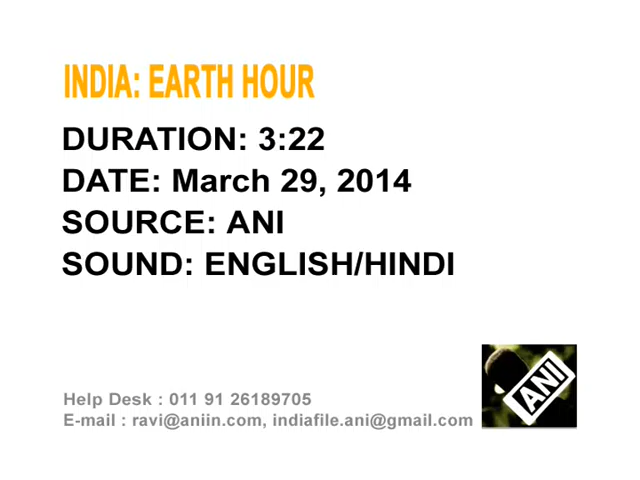 INDIA: EARTH HOUR
DURATION: 3:22
DATE: March 29, 2014
SOURCE: ANI
SOUND: ENGLISH/HINDI
Help Desk : 011 91 26189705
E-mail : ravi@aniin.com, indiafile.ani@gmail.com
ANI